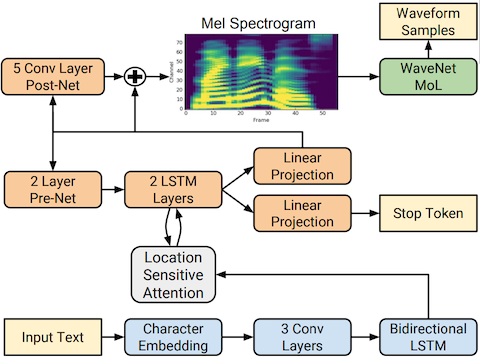 Mel Spectrogram
Waveform
Samples
5 Conv Layer
Post-Net
WaveNet
MoL
Channel
70
60
50
40
30
20
10
0
0
10
20
30
40
50
Frame
2 Layer
Pre-Net
2 LSTM
Layers
Linear
Projection
Linear
Projection
Stop Token
Location
Sensitive
Attention
Input Text
Character
Embedding
3 Conv
Layers
Bidirectional
LSTM